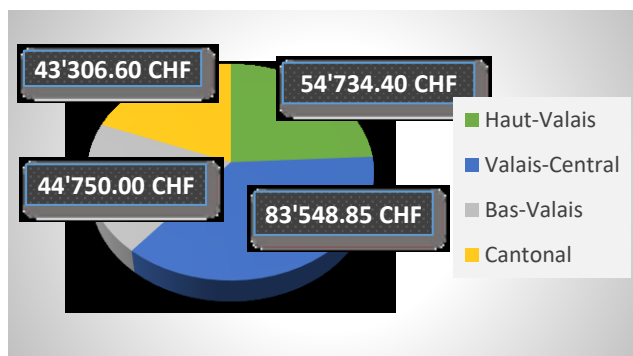 43'306.60 CHF
54'734.40 CHF
44'750.00 CHF
83'548.85 CHF
Haut-Valais
Valais-Central
Bas-Valais
Cantonal